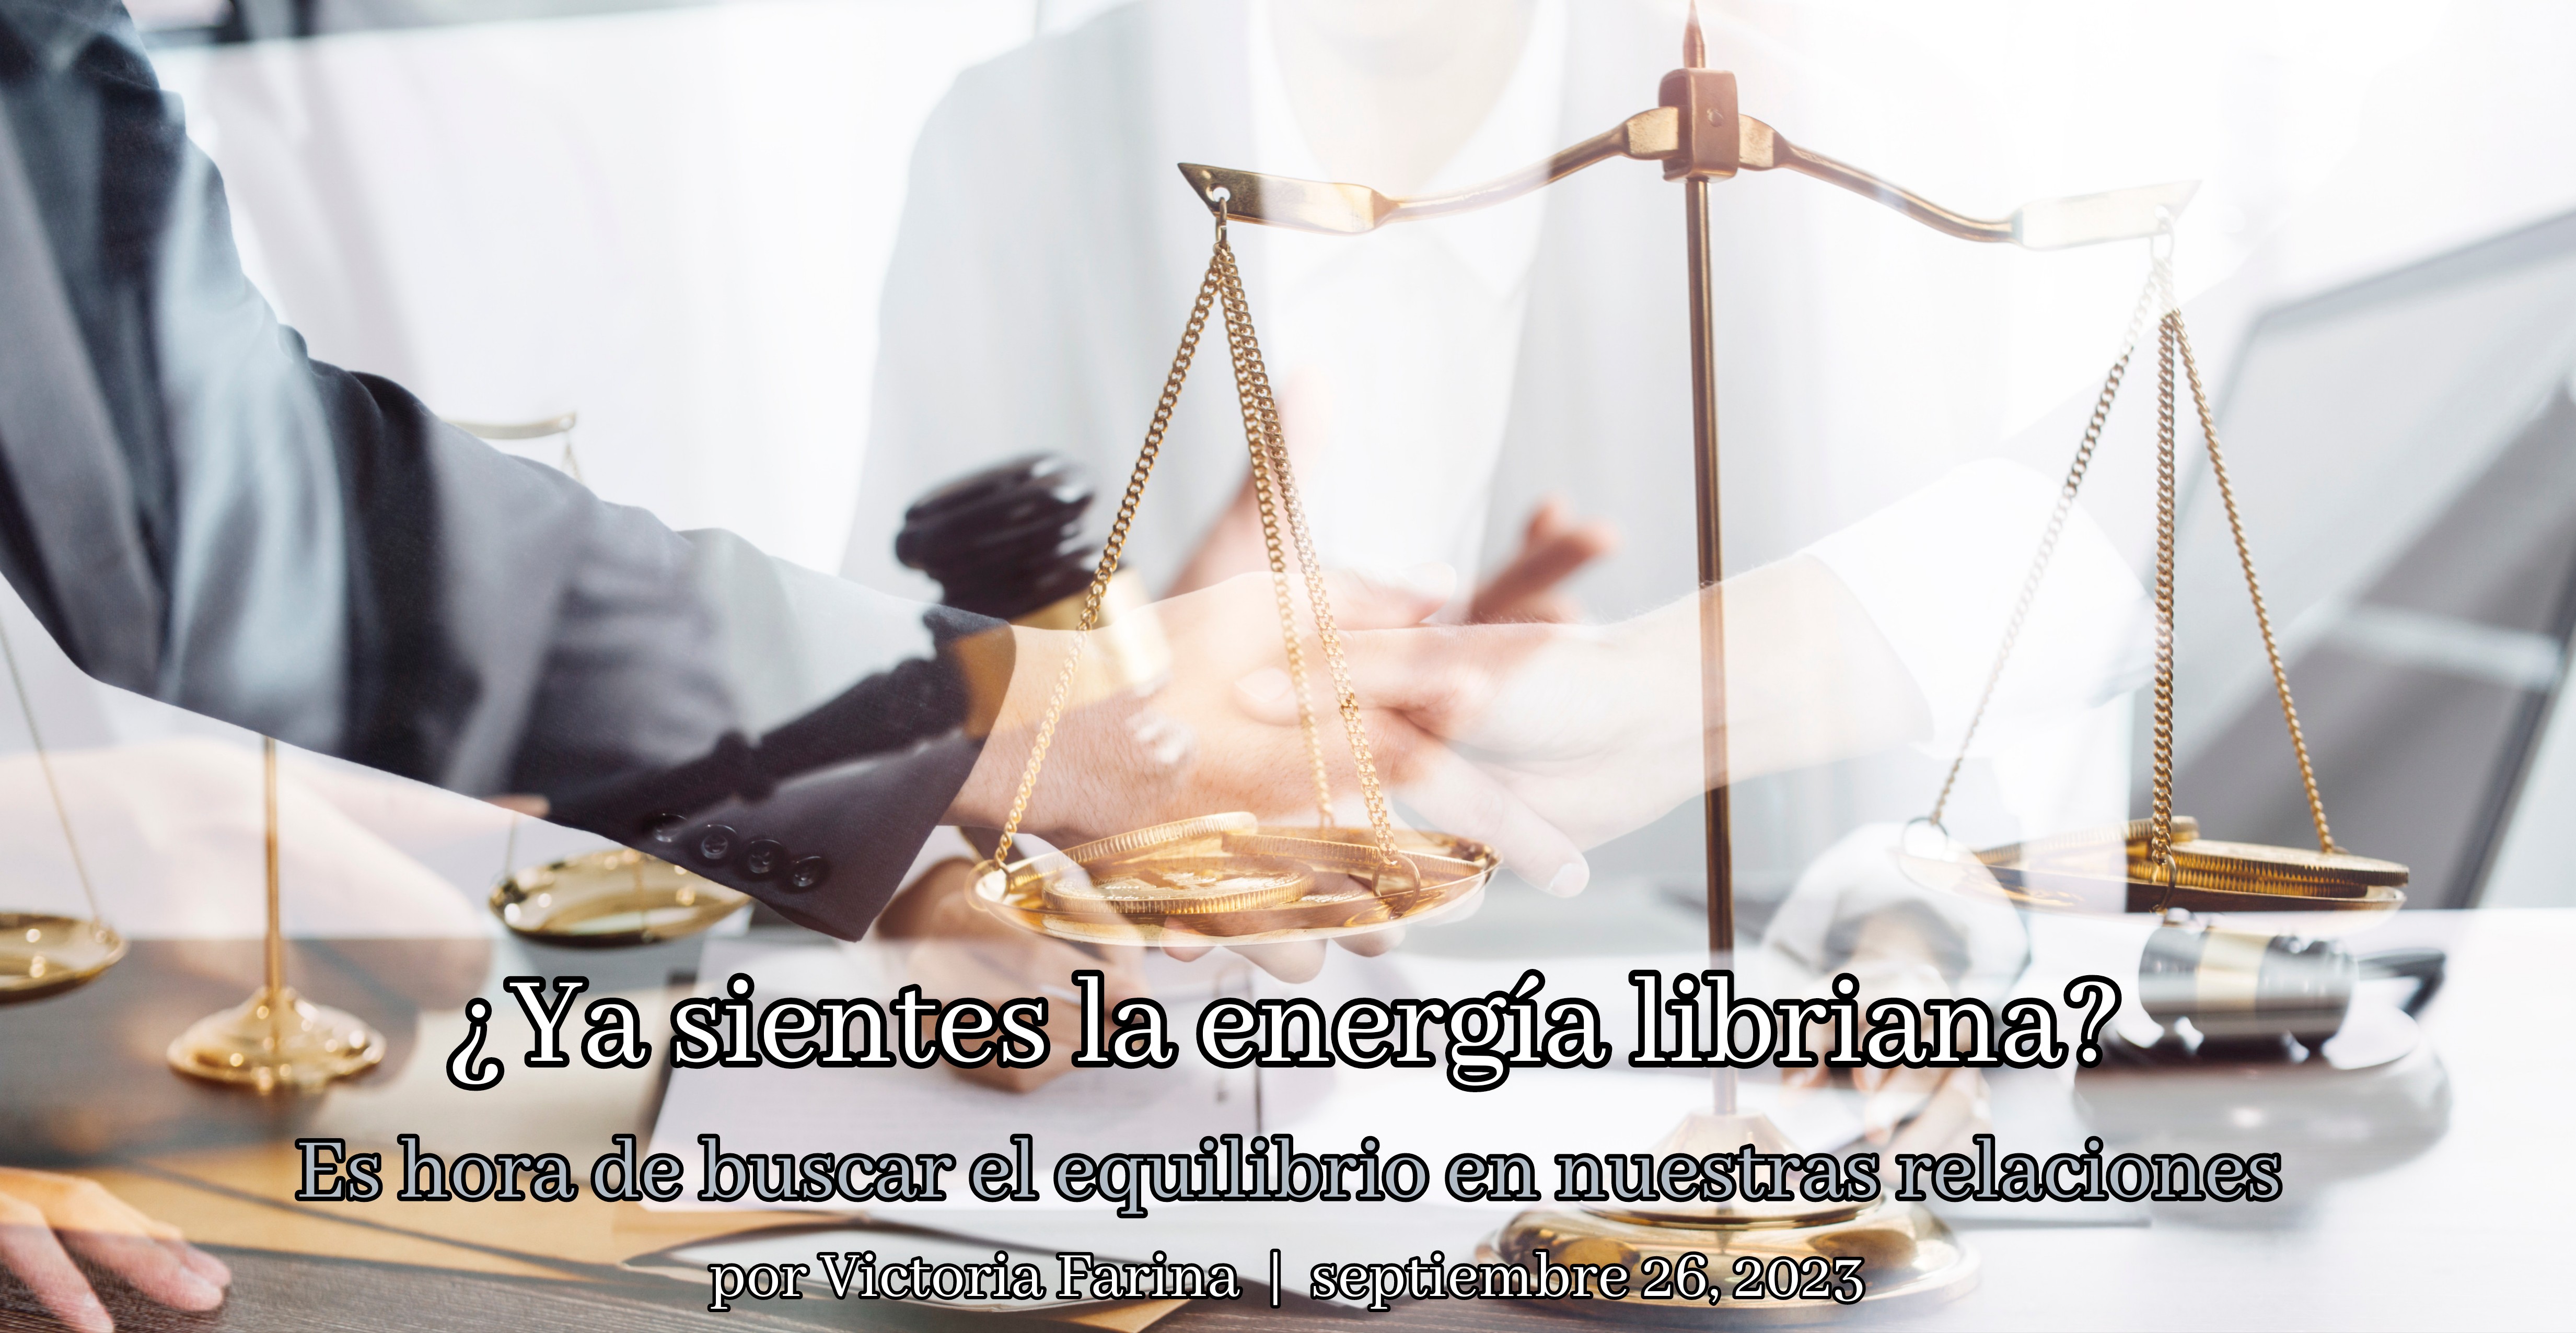 ¿Ya sientes la energía libriana?
Es hora de buscar el equilibrio en nuestras relaciones
por Victoria Farina | septiembre 26, 2023